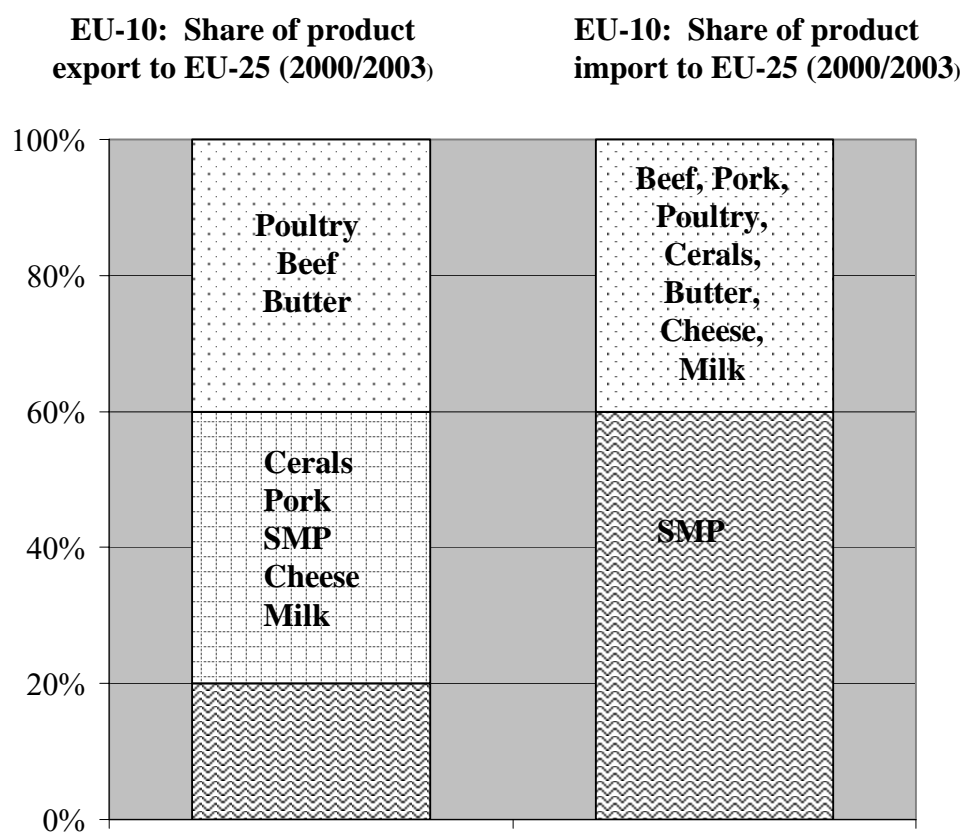 EU-10: Share of product
export to EU-25 (2000/2003)
EU-10: Share of product
import to EU-25 (2000/2003)
100%
80%
60%
40%
20%
0%
Poultry
Beef
Butter
Cerals
Pork
SMP
Cheese
Milk
Beef, Pork,
Poultry,
Cerals,
Butter,
Cheese,
Milk
SMP